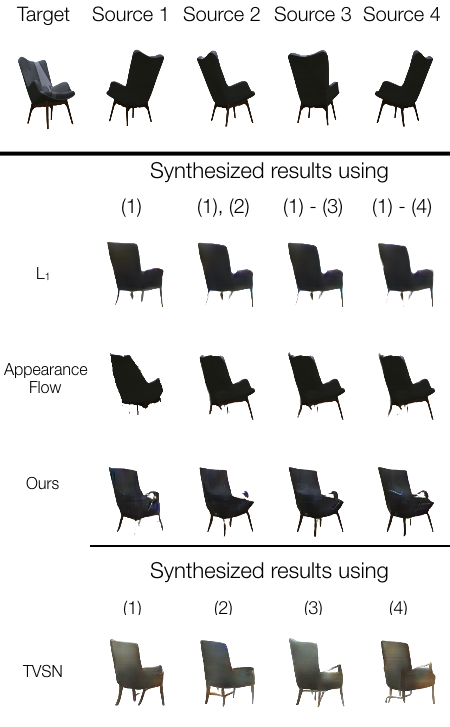 Target Source 1 Source 2 Source 3 Source 4
Synthesized results using
(1) (1), (2) (1) - (3) (1) - (4)
L₁
Appearance
Flow
Ours
Synthesized results using
(1) (2) (3) (4)
TVSN